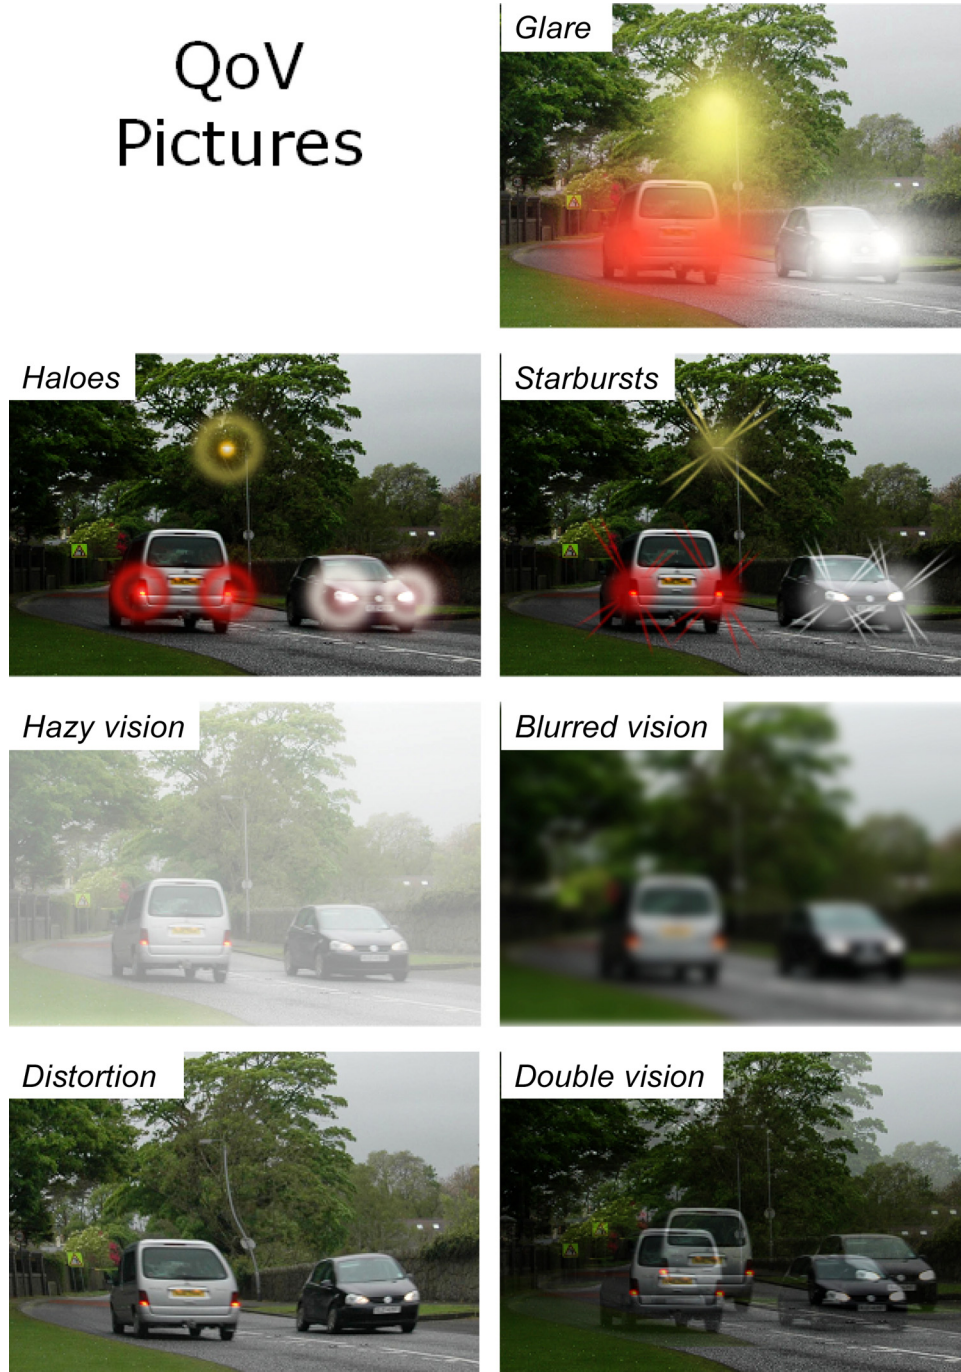 QoV
Pictures
Glare
Haloes
Starbursts
Hazy vision
Blurred vision
Distortion
Double vision